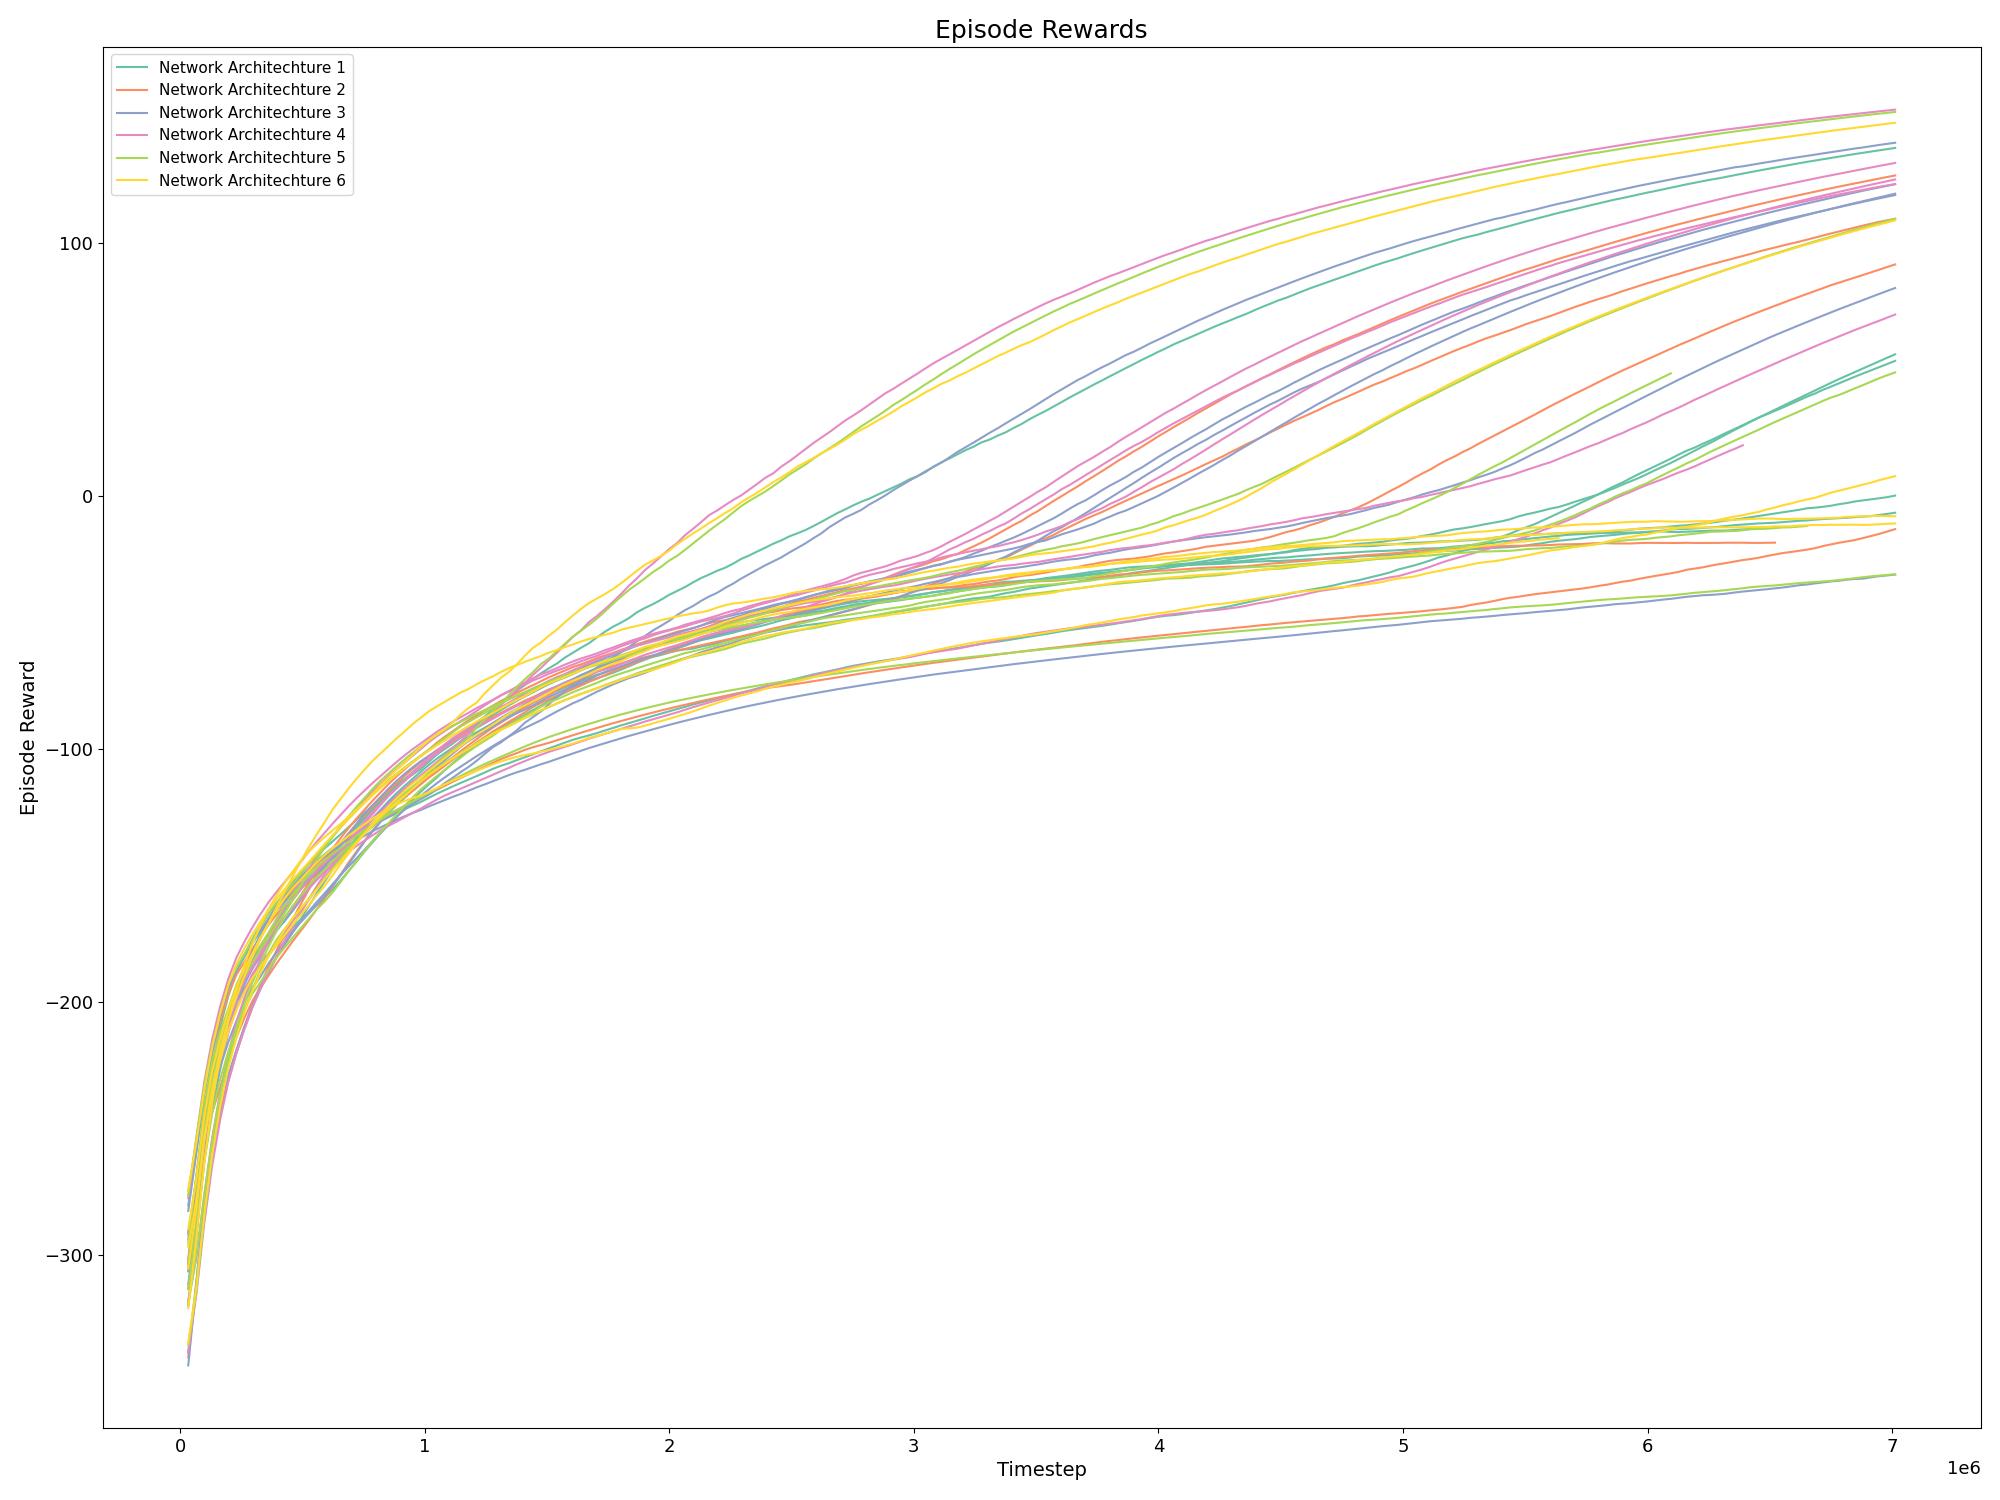 Episode Rewards
Network Architechture 1
Network Architechture 2
Network Architechture 3
Network Architechture 4
Network Architechture 5
Network Architechture 6
100
0
−100
−200
−300
Episode Reward
0 1 2 3 4 5 6 7
Timestep
1e6